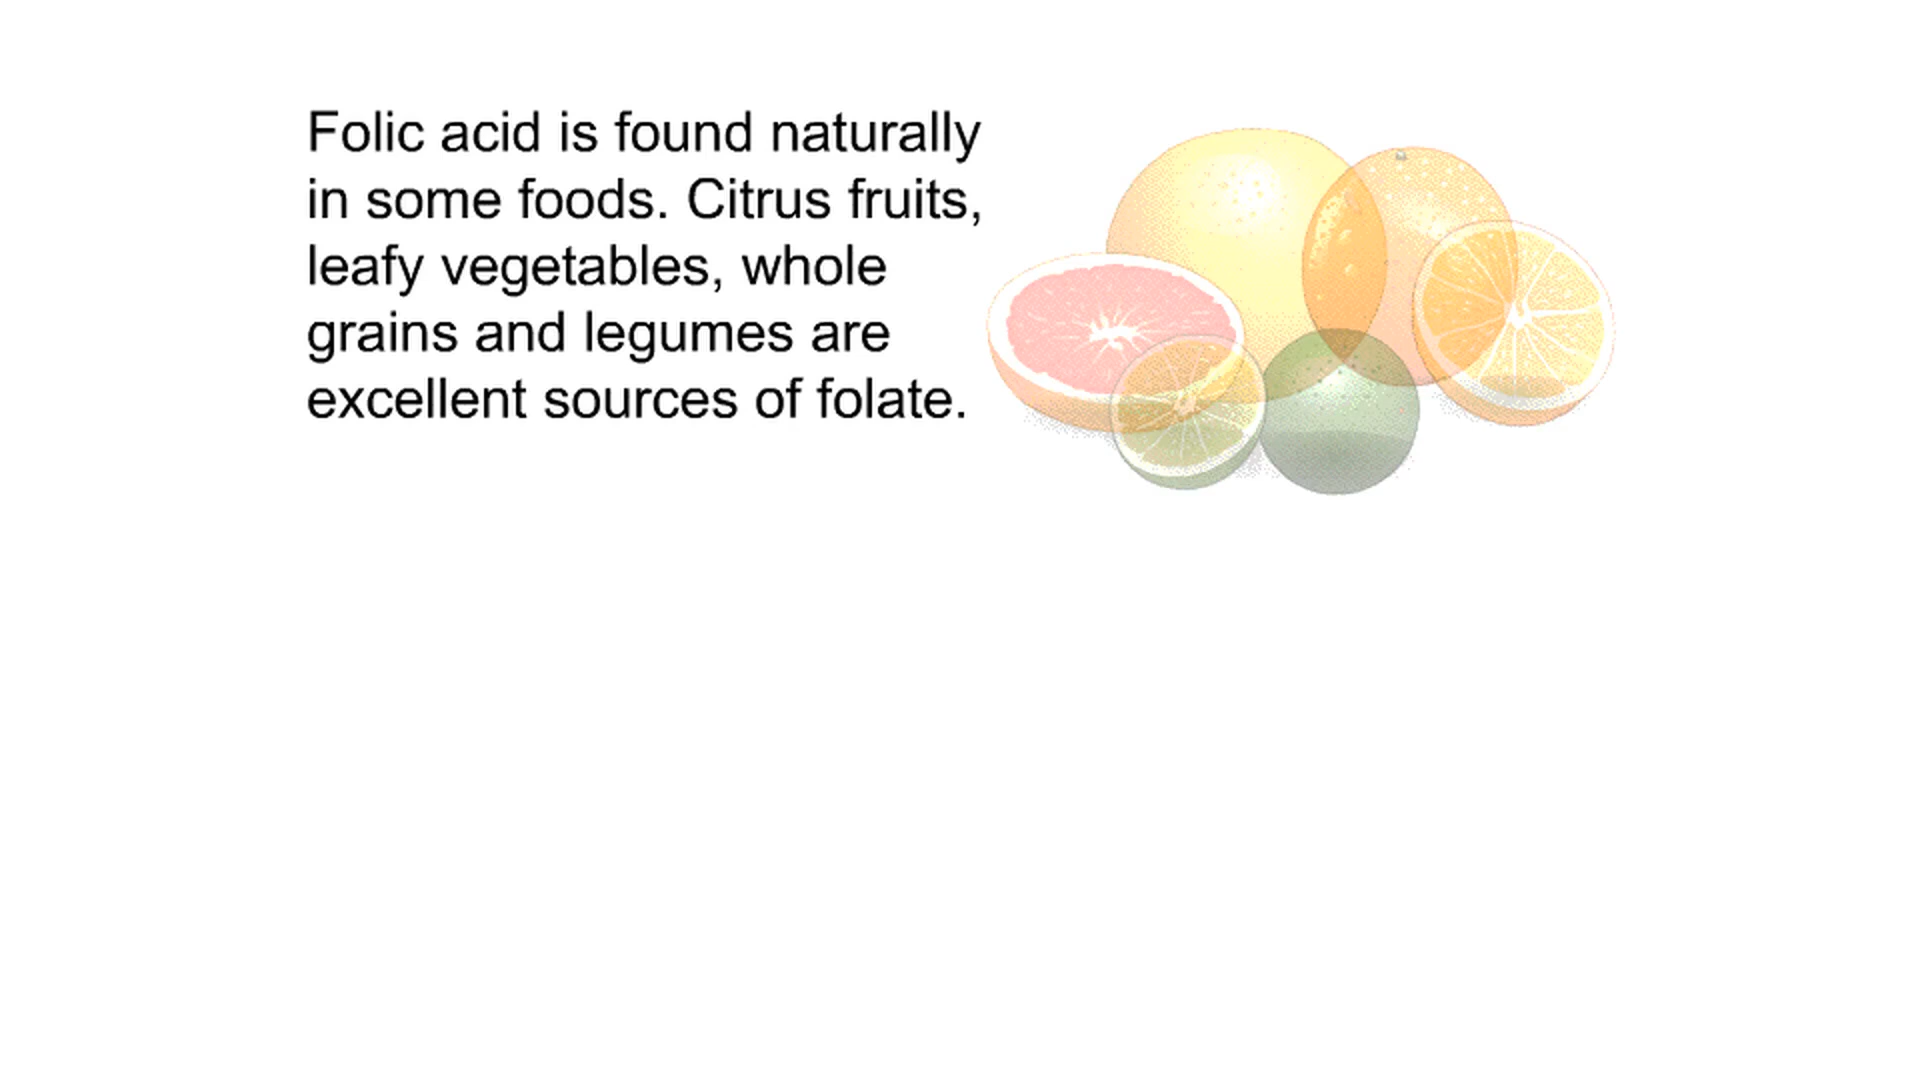 Folic acid is found naturally
in some foods. Citrus fruits,
leafy vegetables, whole
grains and legumes are
excellent sources of folate.